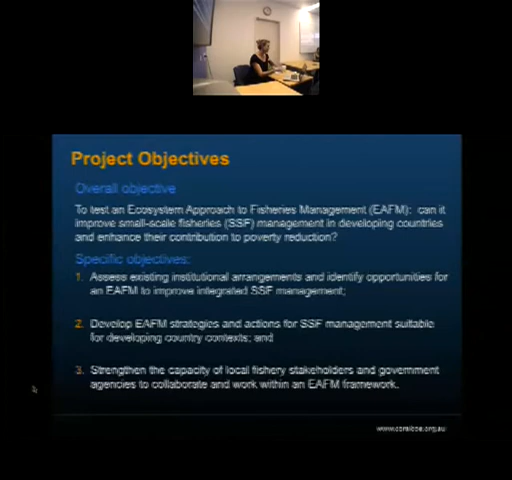 Project Objectives
Overall objective
To test an Ecosystem Approach to Fisheries Management (EAFM): can it
improve small-scale fisheries (SSF) management in developing countries
and enhance their contribution to poverty reduction?
Specific objectives:
1. Assess existing institutional arrangements and identify opportunities for
an EAFM to improve integrated SSF management;
2. Develop EAFM strategies and actions for SSF management suitable
for developing country contexts; and
3. Strengthen the capacity of local fishery stakeholders and government
agencies to collaborate and work within an EAFM framework.
www.coralcoe.org.au